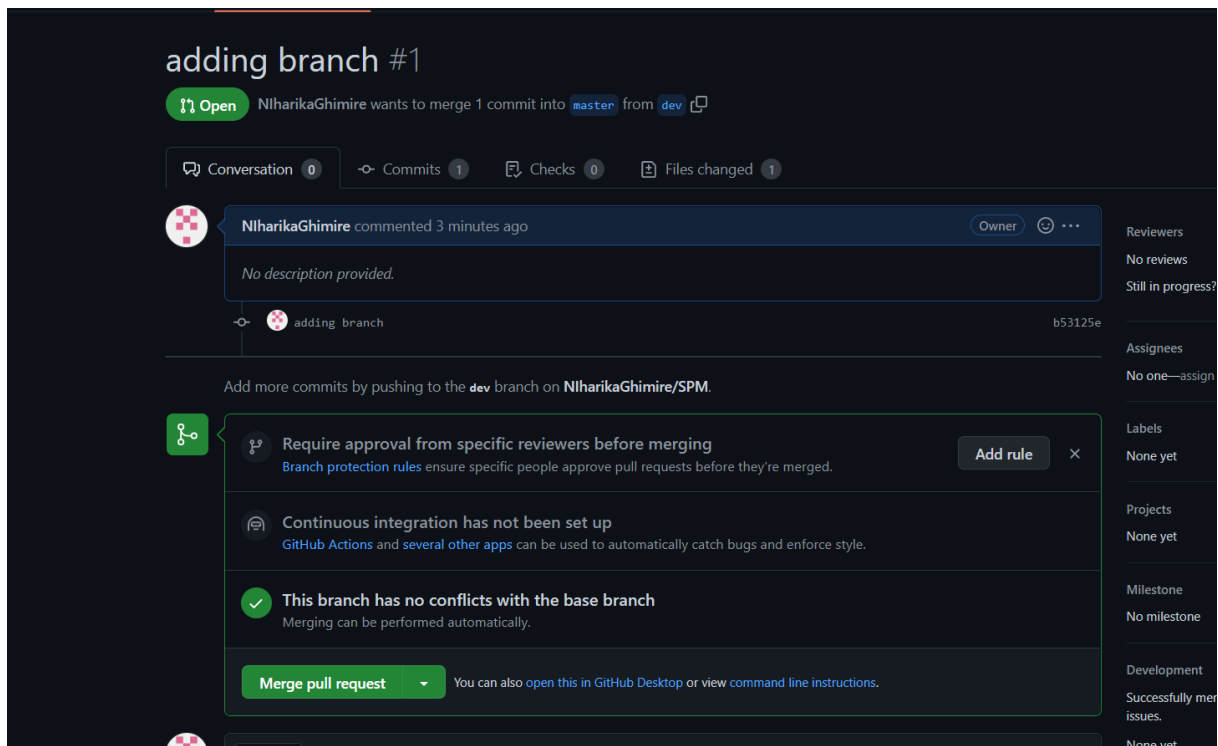 adding branch #1
Open NIharikaGhimire wants to merge 1 commit into master from dev
Conversation 0 Commits 1 Checks 0 Files changed 1
NIharikaGhimire commented 3 minutes ago Owner
No description provided.
adding branch b53125e
Add more commits by pushing to the dev branch on NIharikaGhimire/SPM.
Require approval from specific reviewers before merging
Branch protection rules ensure specific people approve pull requests before they're merged.
Add rule
Continuous integration has not been set up
GitHub Actions and several other apps can be used to automatically catch bugs and enforce style.
This branch has no conflicts with the base branch
Merging can be performed automatically.
Merge pull request You can also open this in GitHub Desktop or view command line instructions.
Reviewers
No reviews
Still in progress?
Assignees
No one—assign
Labels
None yet
Projects
None yet
Milestone
No milestone
Development
Successfully mer
issues.
None yet